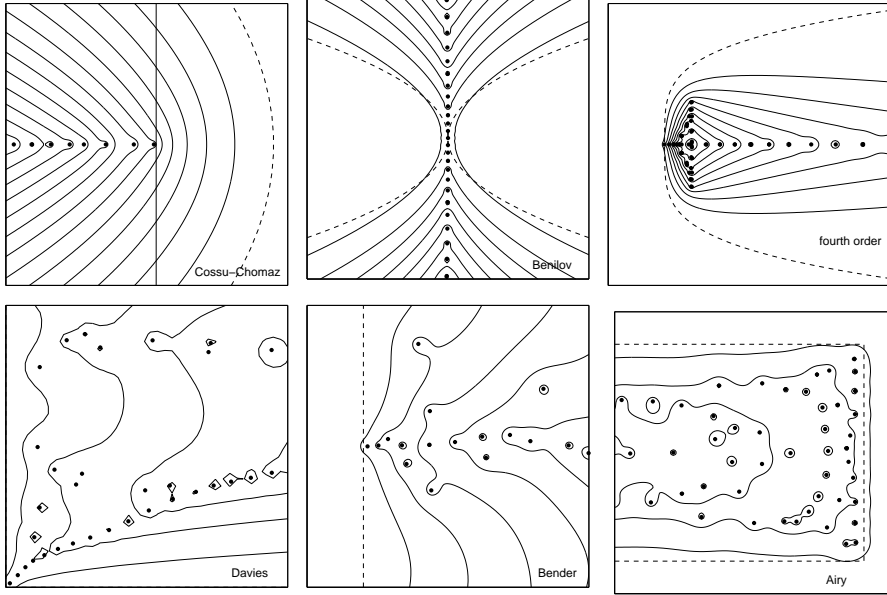 Cossu–Chomaz
Benilov
fourth order
Davies
Bender
Airy